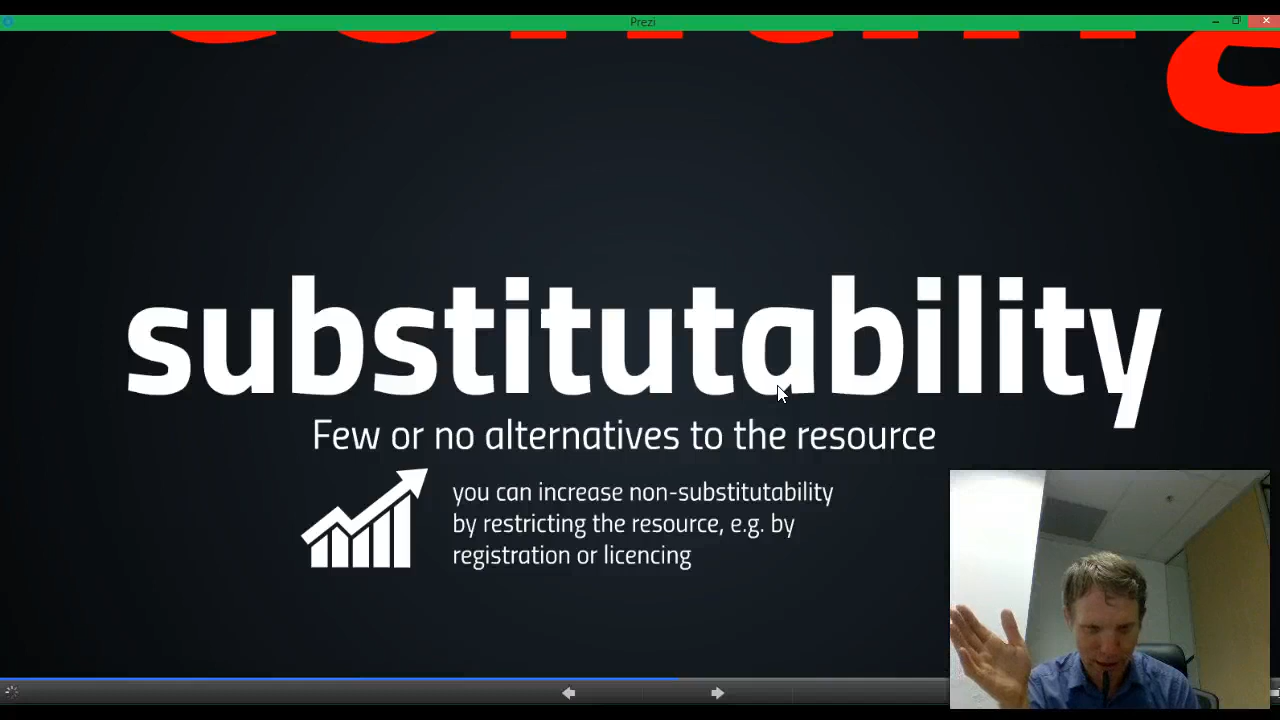 Prezi
substitutability
Few or no alternatives to the resource
you can increase non-substitutability
by restricting the resource, e.g. by
registration or licencing